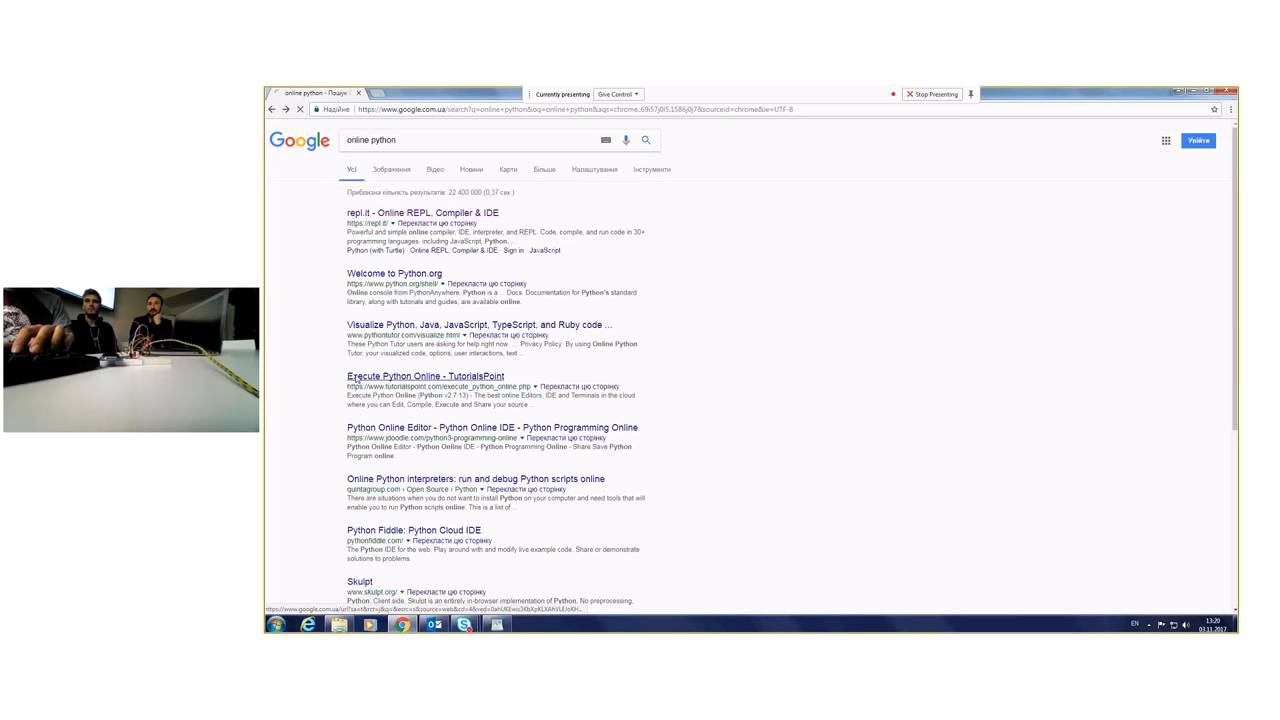 online python - Пошук
Currently presenting
Give Control
Stop Presenting
Надійне
https://www.google.com.ua/search?q=online+python&oq=online+python&aqs=chrome..69i57j0l5.1586j0j7&sourceid=chrome&ie=UTF-8
Google
online python
Увійти
Усі Зображення Відео Новини Карти Більше Налаштування Інструменти
Приблизна кількість результатів: 22 400 000 (0,37 сек.)
repl.it - Online REPL, Compiler & IDE
https://repl.it/ Перекласти цю сторінку
Powerful and simple online compiler, IDE, interpreter, and REPL. Code, compile, and run code in 30+
programming languages. including JavaScript, Python, ...
Python (with Turtle) · Online REPL, Compiler & IDE · Sign in · JavaScript
Welcome to Python.org
https://www.python.org/shell/ Перекласти цю сторінку
Online console from PythonAnywhere. Python is a ... Docs. Documentation for Python's standard
library, along with tutorials and guides, are available online.
Visualize Python, Java, JavaScript, TypeScript, and Ruby code ...
www.pythontutor.com/visualize.html Перекласти цю сторінку
These Python Tutor users are asking for help right now. ... Privacy Policy: By using Online Python
Tutor, your visualized code, options, user interactions, text ...
Execute Python Online - TutorialsPoint
https://www.tutorialspoint.com/execute_python_online.php Перекласти цю сторінку
Execute Python Online (Python v2.7.13) - The best online Editors, IDE and Terminals in the cloud
where you can Edit, Compile, Execute and Share your source ...
Python Online Editor - Python Online IDE - Python Programming Online
https://www.jdoodle.com/python3-programming-online Перекласти цю сторінку
Python Online Editor - Python Online IDE - Python Programming Online - Share Save Python
Program online.
Online Python interpreters: run and debug Python scripts online
quintagroup.com › Open Source › Python Перекласти цю сторінку
There are situations when you do not want to install Python on your computer and need tools that will
enable you to run Python scripts online. This is a list of ...
Python Fiddle: Python Cloud IDE
pythonfiddle.com/ Перекласти цю сторінку
The Python IDE for the web. Play around with and modify live example code. Share or demonstrate
solutions to problems.
Skulpt
www.skulpt.org/ Перекласти цю сторінку
Python. Client side. Skulpt is an entirely in-browser implementation of Python. No preprocessing,
EN
13:20
03.11.2017